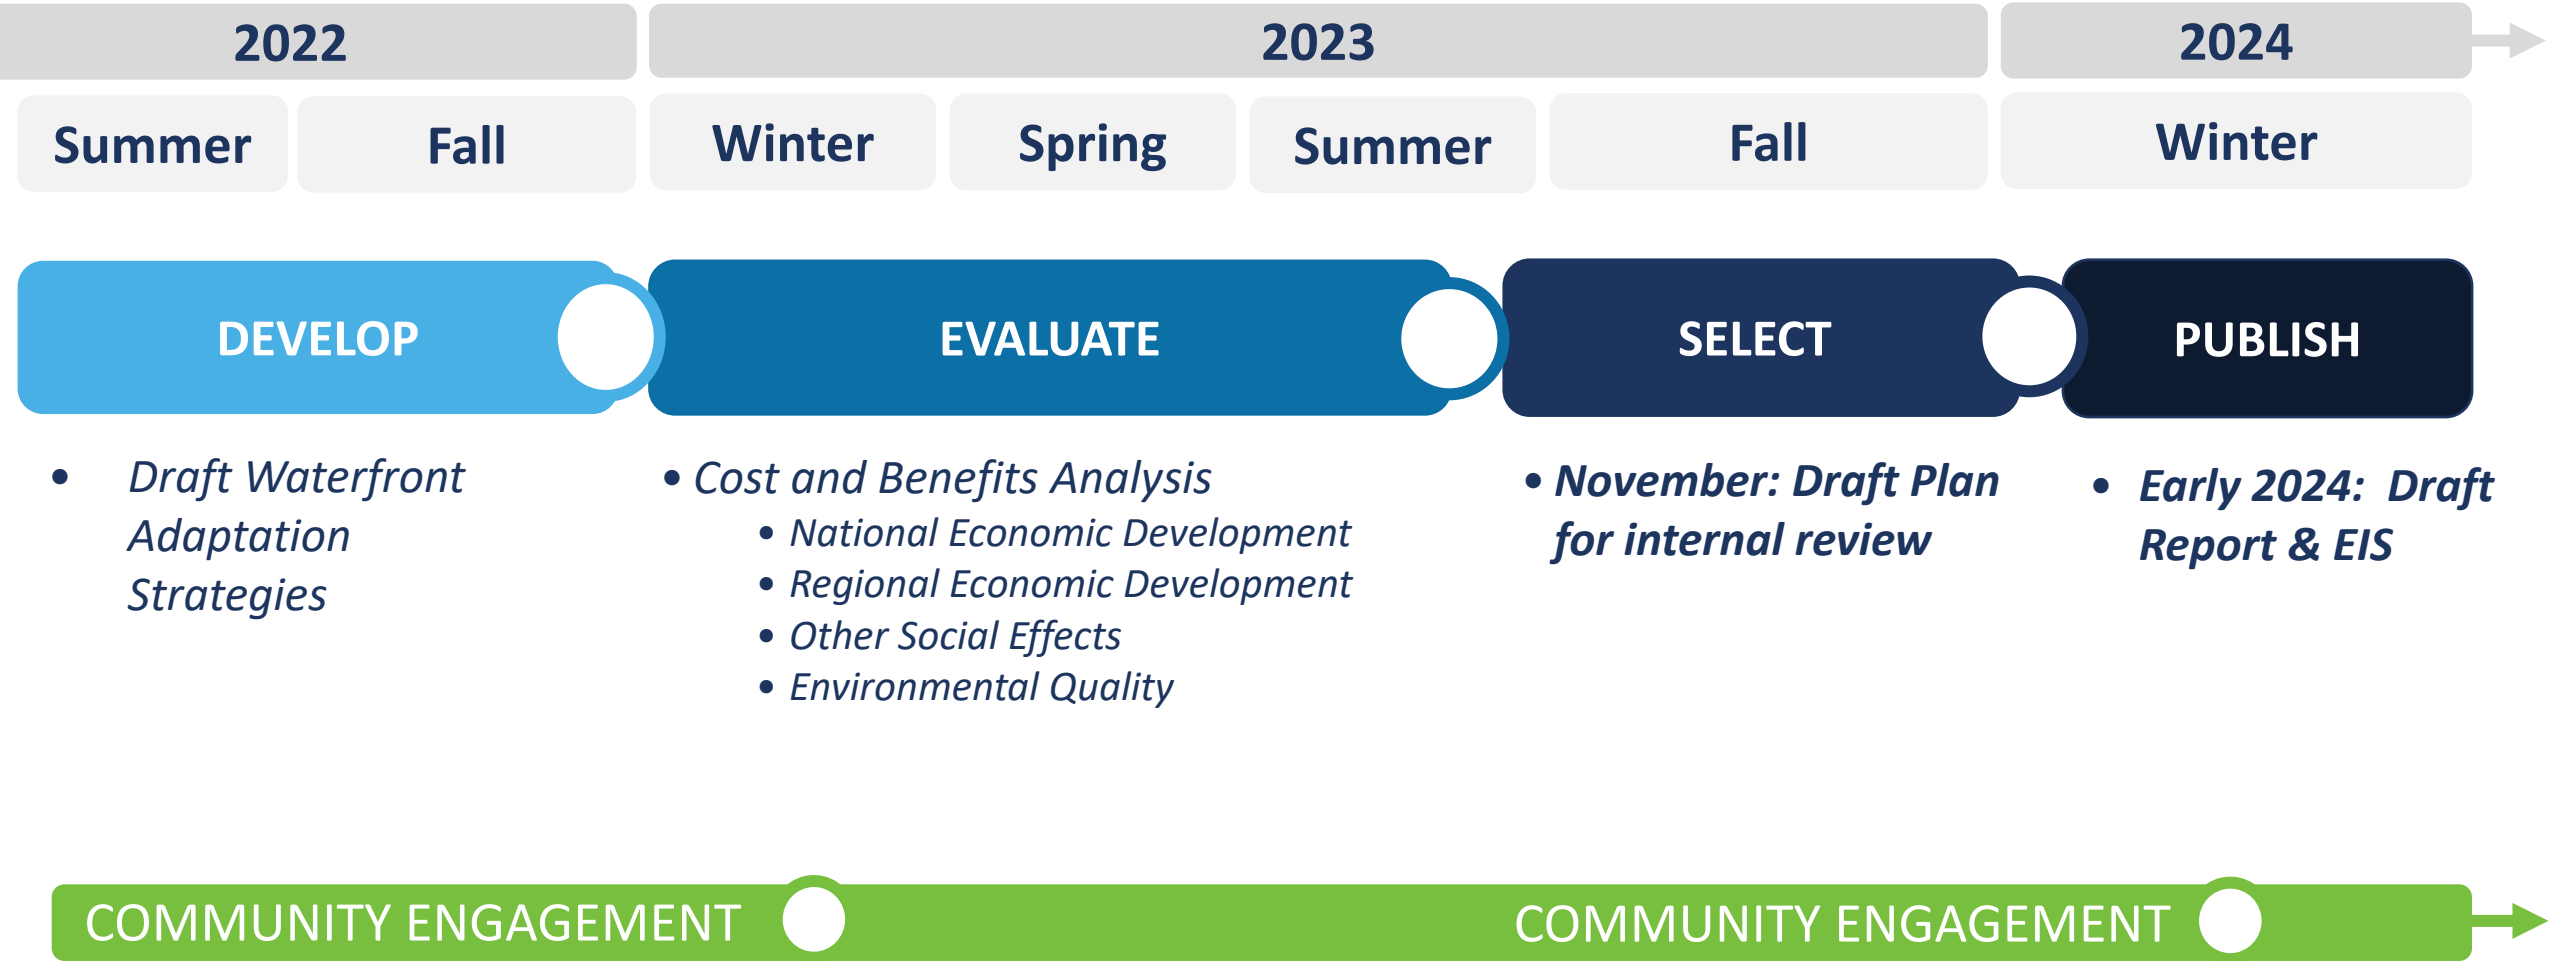 2022
2023
2024
Summer
Fall
Winter
Spring
Summer
Fall
Winter
DEVELOP
EVALUATE
SELECT
PUBLISH
• Draft Waterfront
Adaptation
Strategies
• Cost and Benefits Analysis
• National Economic Development
• Regional Economic Development
• Other Social Effects
• Environmental Quality
• November: Draft Plan
for internal review
• Early 2024: Draft
Report & EIS
COMMUNITY ENGAGEMENT
COMMUNITY ENGAGEMENT